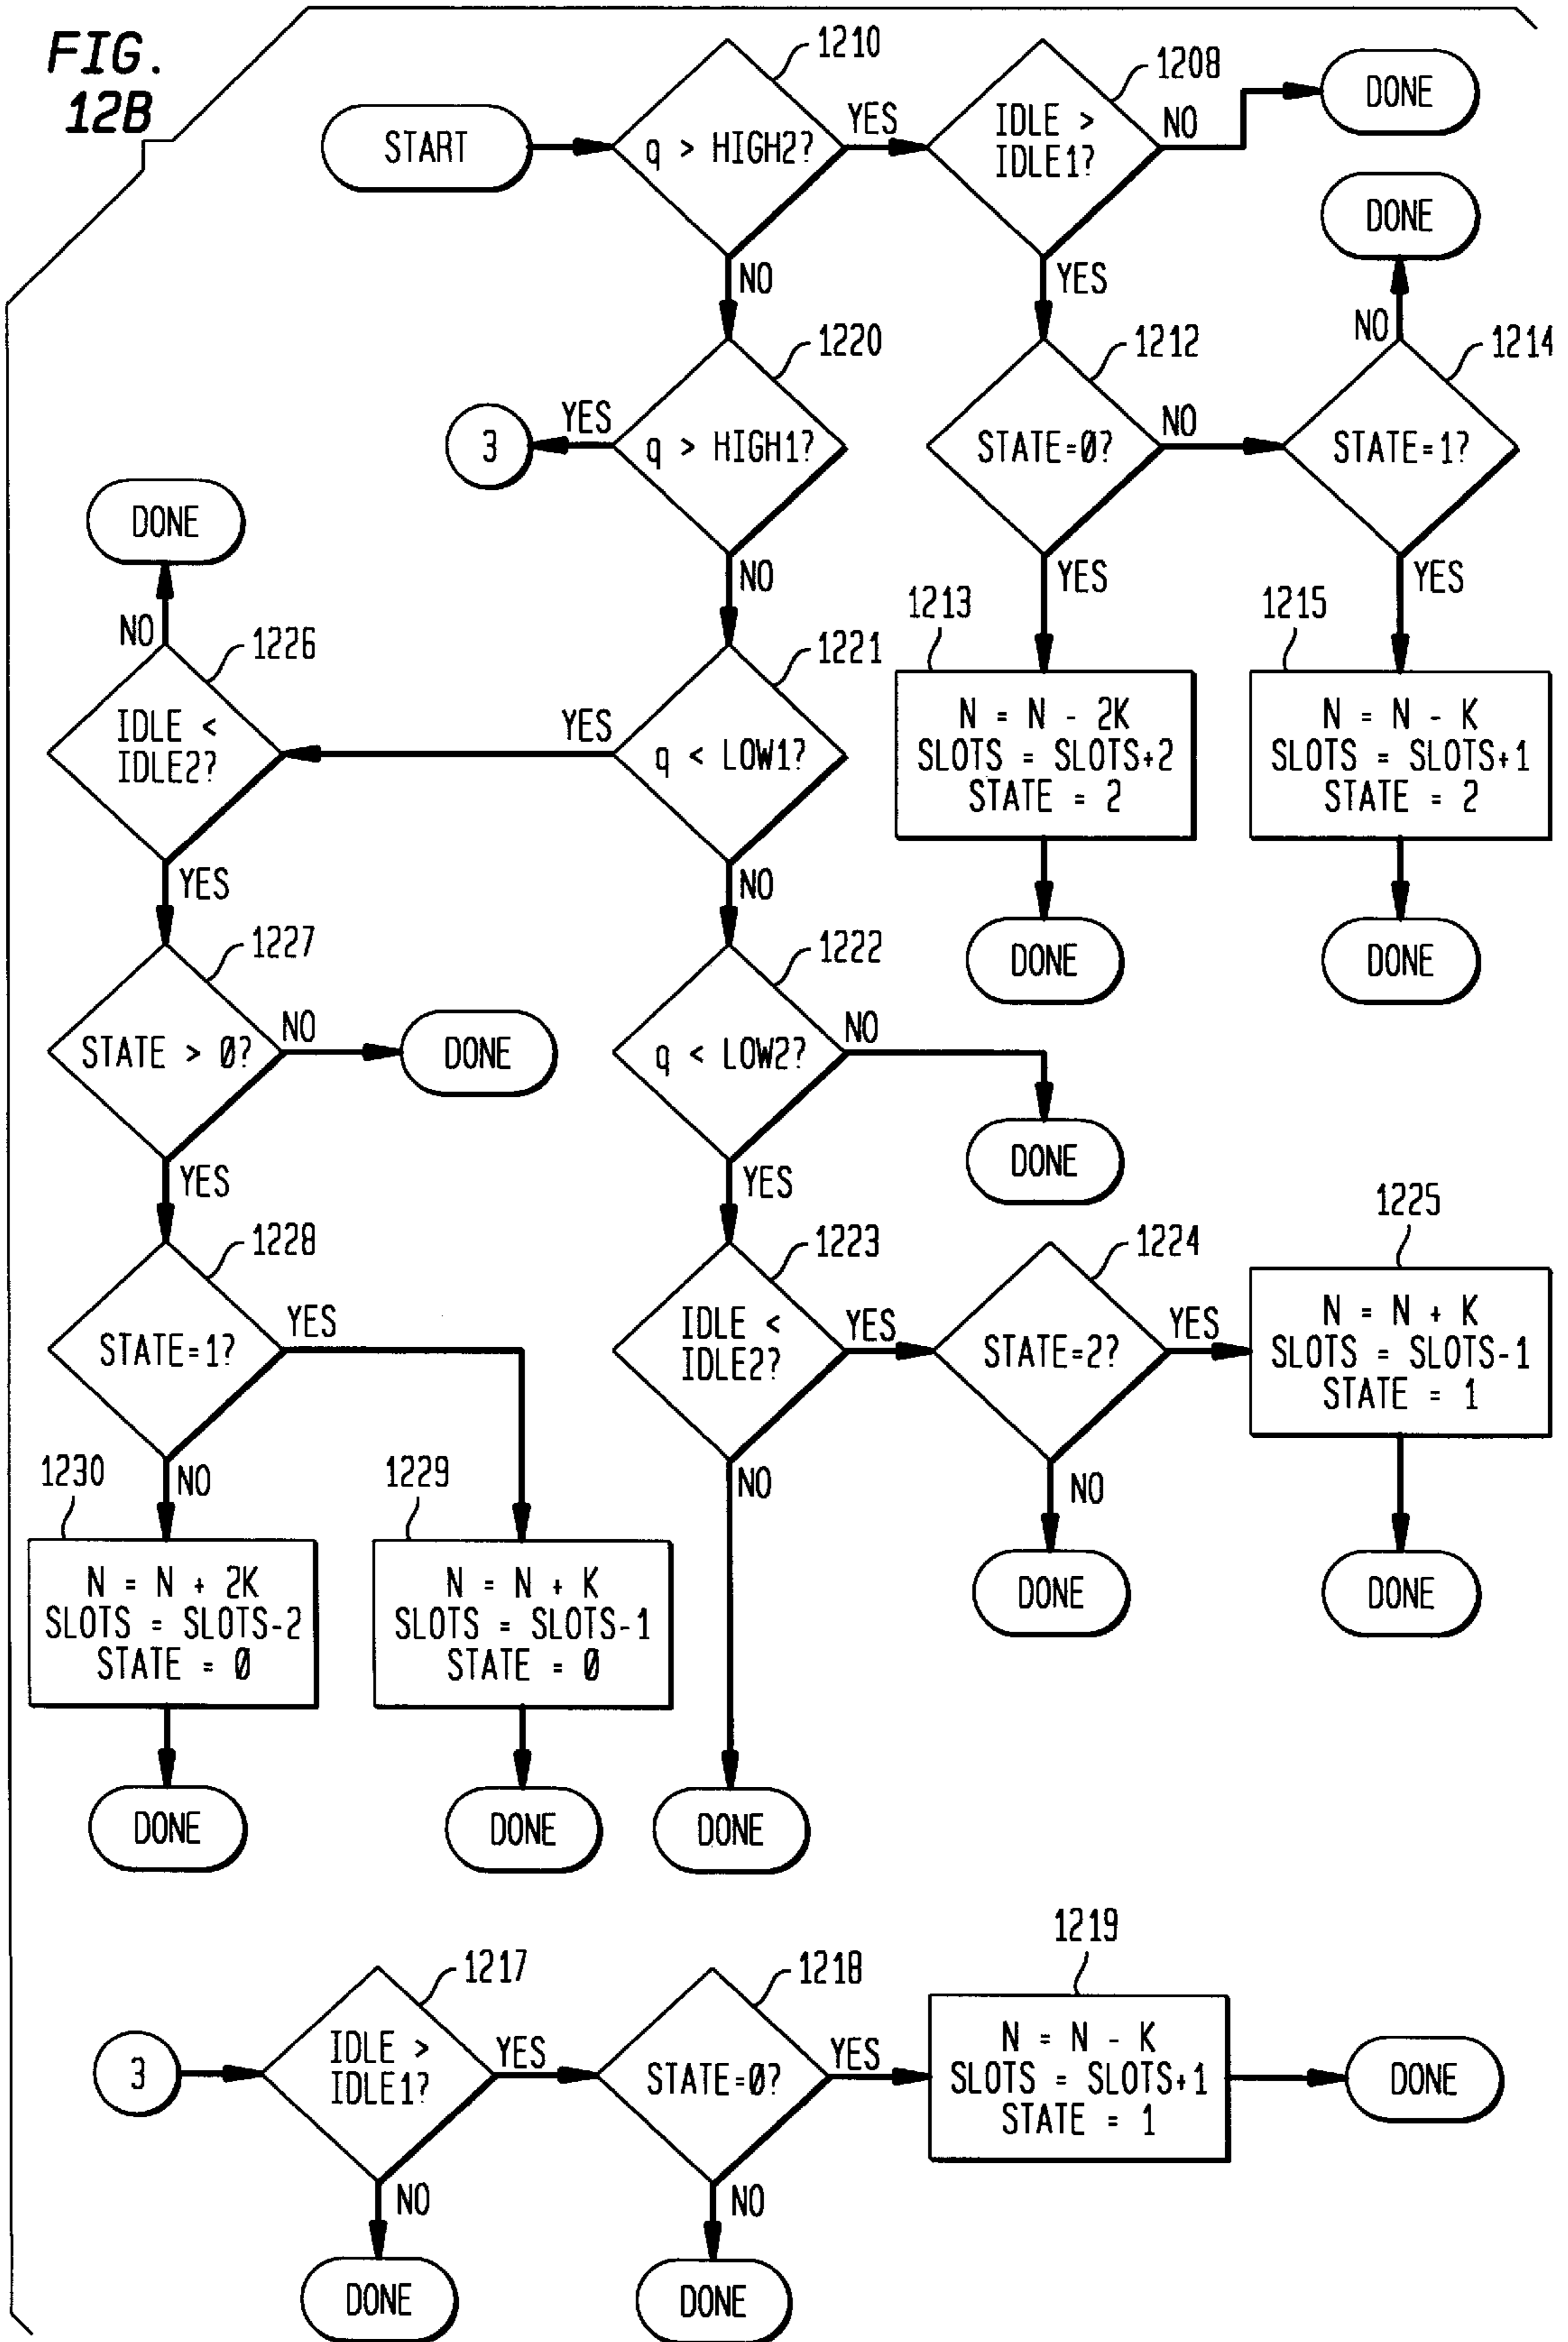 FIG.
12B
START
1210
q > HIGH2?
YES
NO
1208
IDLE >
IDLE1?
NO
YES
DONE
DONE
NO
1220
q > HIGH1?
YES
3
NO
1212
STATE=Ø?
NO
YES
1214
STATE=1?
YES
1213
N = N - 2K
SLOTS = SLOTS+2
STATE = 2
DONE
1215
N = N - K
SLOTS = SLOTS+1
STATE = 2
DONE
DONE
NO
1226
IDLE <
IDLE2?
YES
1221
q < LOW1?
YES
NO
1227
STATE > Ø?
NO
DONE
YES
1222
q < LOW2?
NO
DONE
YES
1228
STATE=1?
YES
NO
1223
IDLE <
IDLE2?
YES
NO
1224
STATE=2?
YES
NO
DONE
1225
N = N + K
SLOTS = SLOTS-1
STATE = 1
DONE
1230
N = N + 2K
SLOTS = SLOTS-2
STATE = Ø
DONE
1229
N = N + K
SLOTS = SLOTS-1
STATE = Ø
DONE
DONE
3
1217
IDLE >
IDLE1?
YES
NO
DONE
1218
STATE=Ø?
YES
NO
DONE
1219
N = N - K
SLOTS = SLOTS+1
STATE = 1
DONE